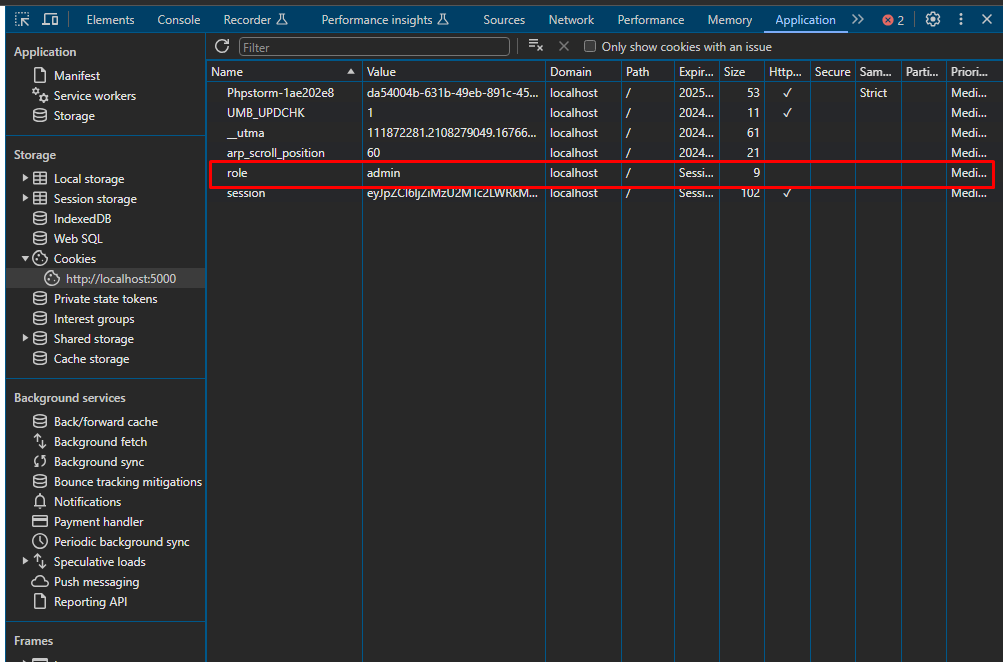 Elements Console Recorder Performance insights Sources Network Performance Memory Application 2
Application
Manifest
Service workers
Storage
Storage
Local storage
Session storage
IndexedDB
Web SQL
Cookies
http://localhost:5000
Private state tokens
Interest groups
Shared storage
Cache storage
Background services
Back/forward cache
Background fetch
Background sync
Bounce tracking mitigations
Notifications
Payment handler
Periodic background sync
Speculative loads
Push messaging
Reporting API
Frames
Filter Only show cookies with an issue
Name Value Domain Path Expir... Size Http... Secure Sam... Parti... Priori...
Phpstorm-1ae202e8 da54004b-631b-49eb-891c-45... localhost / 2025... 53 ✓ Strict Medi...
UMB_UPDCHK 1 localhost / 2024... 11 ✓ Medi...
__utma 111872281.2108279049.16766... localhost / 2024... 61 Medi...
arp_scroll_position 60 localhost / 2024... 21 Medi...
role admin localhost / Sessi... 9 Medi...
session localhost / Sessi... 102 ✓ Medi...